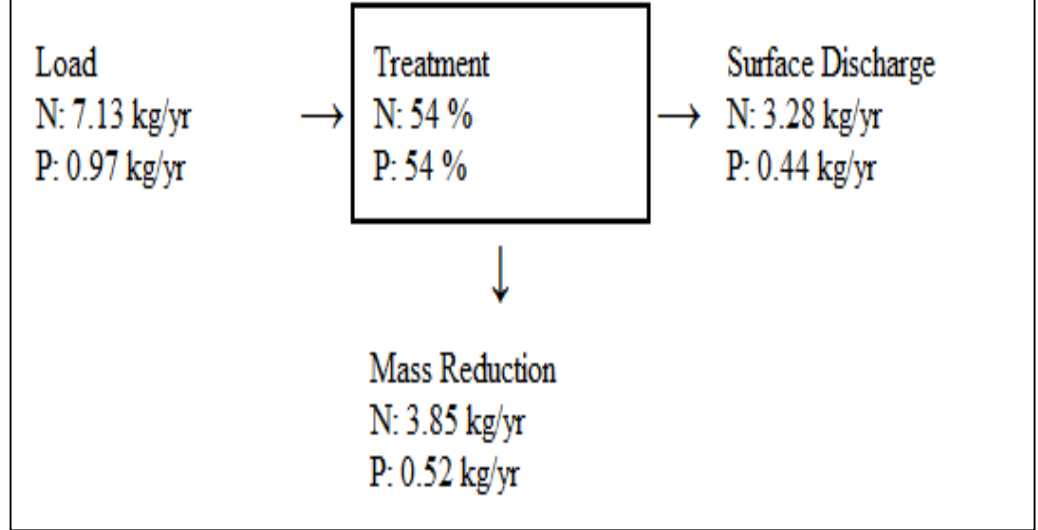 Load
N: 7.13 kg/yr
P: 0.97 kg/yr
→
Treatment
N: 54 %
P: 54 %
→
Surface Discharge
N: 3.28 kg/yr
P: 0.44 kg/yr
↓
Mass Reduction
N: 3.85 kg/yr
P: 0.52 kg/yr